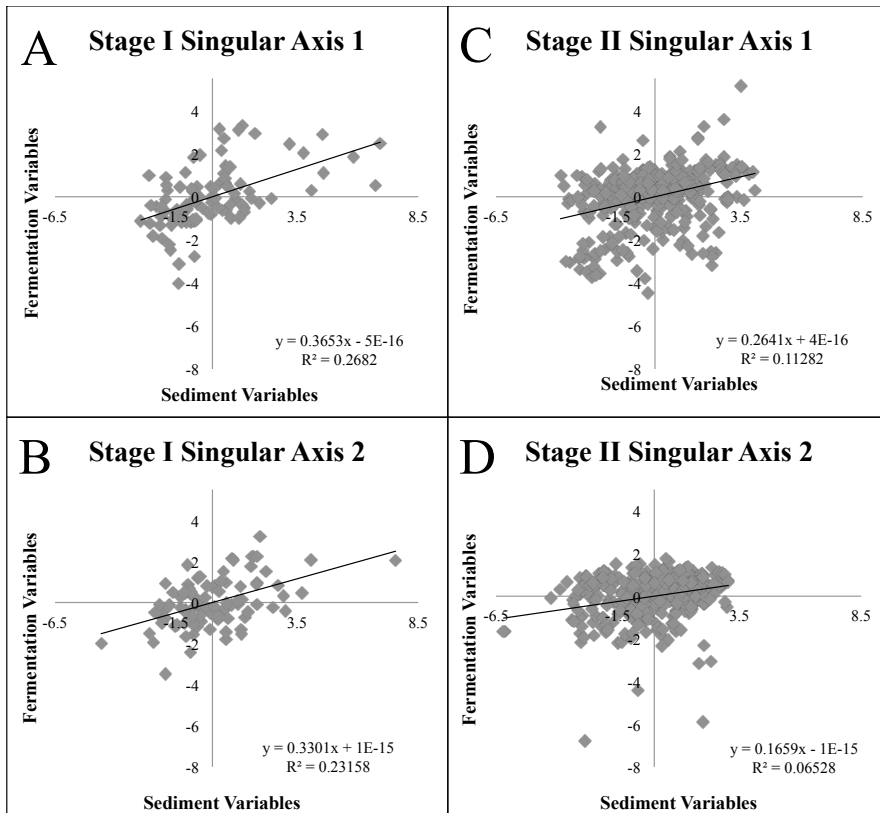 A
Stage I Singular Axis 1
Fermentation Variables
4
2
0
-2
-4
-6
-8
-6.5
-1.5
3.5
8.5
y = 0.3653x - 5E-16
R² = 0.2682
Sediment Variables
C
Stage II Singular Axis 1
Fermentation Variables
4
2
0
-2
-4
-6
-8
-6.5
-1.5
3.5
8.5
y = 0.2641x + 4E-16
R² = 0.11282
Sediment Variables
B
Stage I Singular Axis 2
Fermentation Variables
4
2
0
-2
-4
-6
-8
-6.5
-1.5
3.5
8.5
y = 0.3301x + 1E-15
R² = 0.23158
Sediment Variables
D
Stage II Singular Axis 2
Fermentation Variables
4
2
0
-2
-4
-6
-8
-6.5
-1.5
3.5
8.5
y = 0.1659x - 1E-15
R² = 0.06528
Sediment Variables